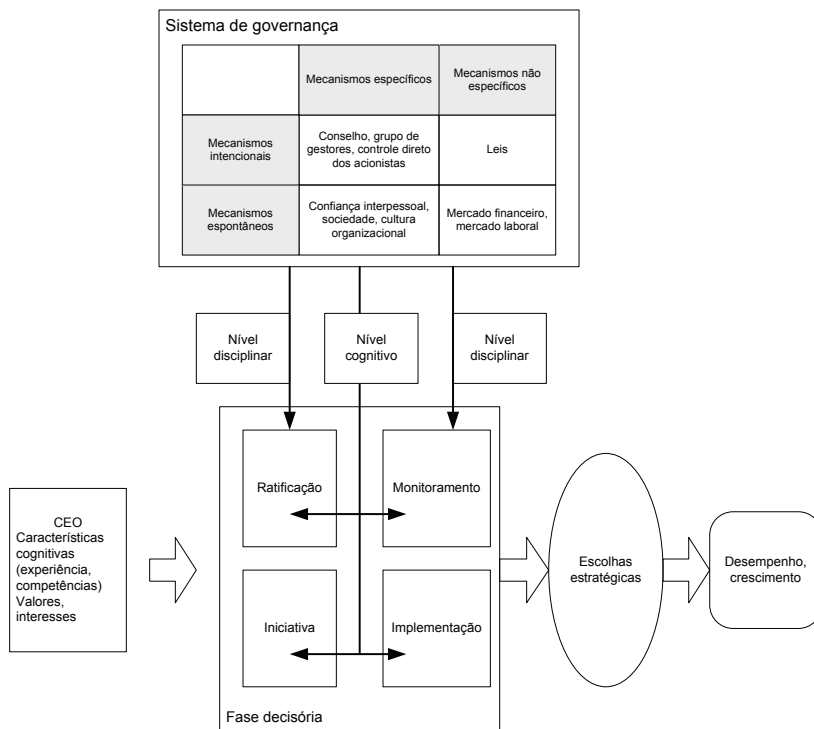 Sistema de governança
Mecanismos específicos
Mecanismos não
específicos
Mecanismos
intencionais
Conselho, grupo de
gestores, controle direto
dos acionistas
Leis
Mecanismos
espontâneos
Confiança interpessoal,
sociedade, cultura
organizacional
Mercado financeiro,
mercado laboral
Nível
disciplinar
Nível
cognitivo
Nível
disciplinar
CEO
Características
cognitivas
(experiência,
competências)
Valores,
interesses
Ratificação
Monitoramento
Iniciativa
Implementação
Fase decisória
Escolhas
estratégicas
Desempenho,
crescimento